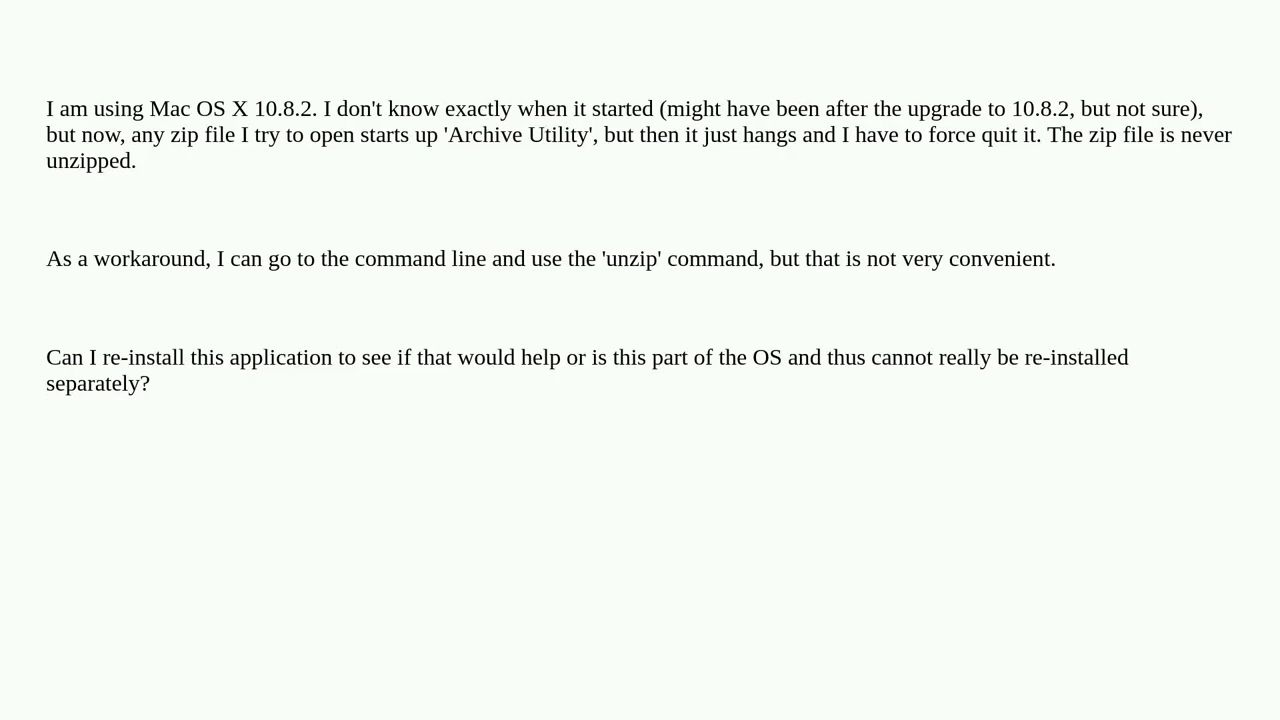 I am using Mac OS X 10.8.2. I don't know exactly when it started (might have been after the upgrade to 10.8.2, but not sure),
but now, any zip file I try to open starts up 'Archive Utility', but then it just hangs and I have to force quit it. The zip file is never
unzipped.
As a workaround, I can go to the command line and use the 'unzip' command, but that is not very convenient.
Can I re-install this application to see if that would help or is this part of the OS and thus cannot really be re-installed
separately?